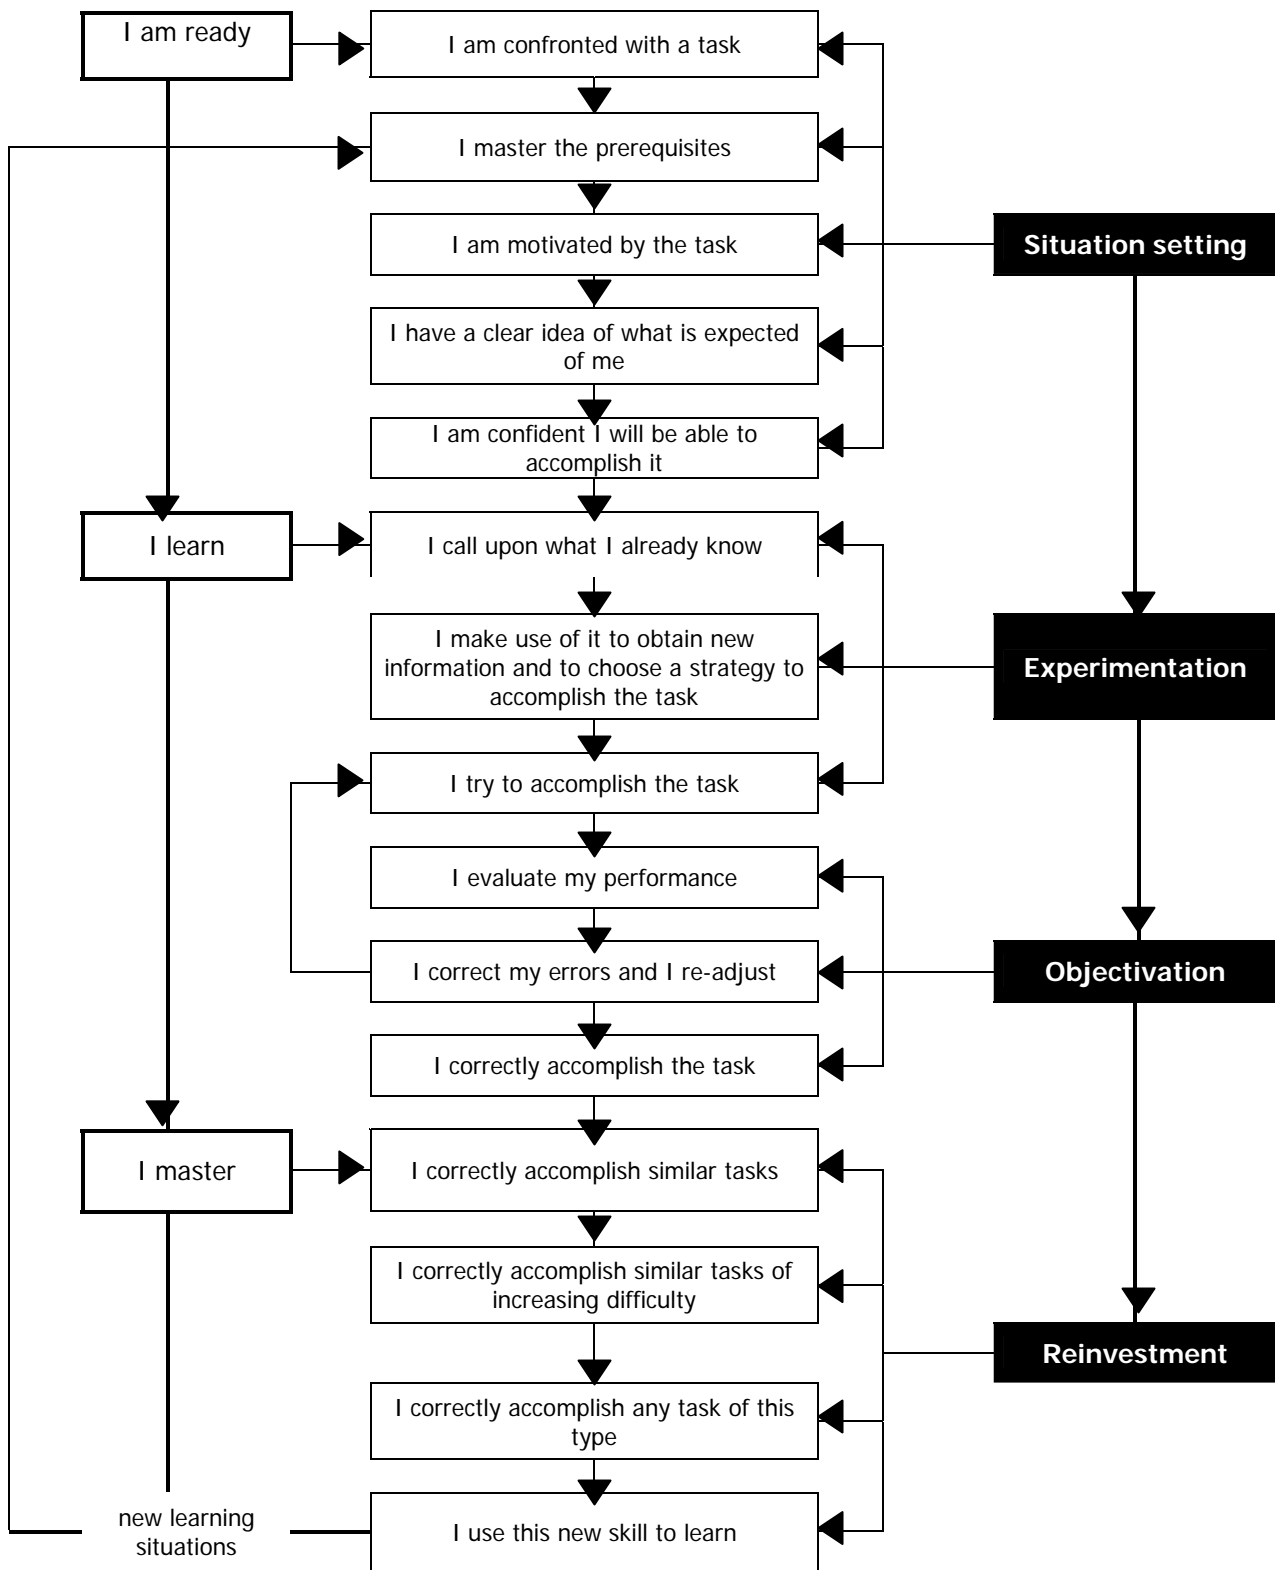 I am ready
I am confronted with a task
I master the prerequisites
I am motivated by the task
Situation setting
I have a clear idea of what is expected
of me
I am confident I will be able to
accomplish it
I learn
I call upon what I already know
I make use of it to obtain new
information and to choose a strategy to
accomplish the task
Experimentation
I try to accomplish the task
I evaluate my performance
I correct my errors and I re-adjust
Objectivation
I correctly accomplish the task
I master
I correctly accomplish similar tasks
I correctly accomplish similar tasks of
increasing difficulty
Reinvestment
I correctly accomplish any task of this
type
new learning
situations
I use this new skill to learn